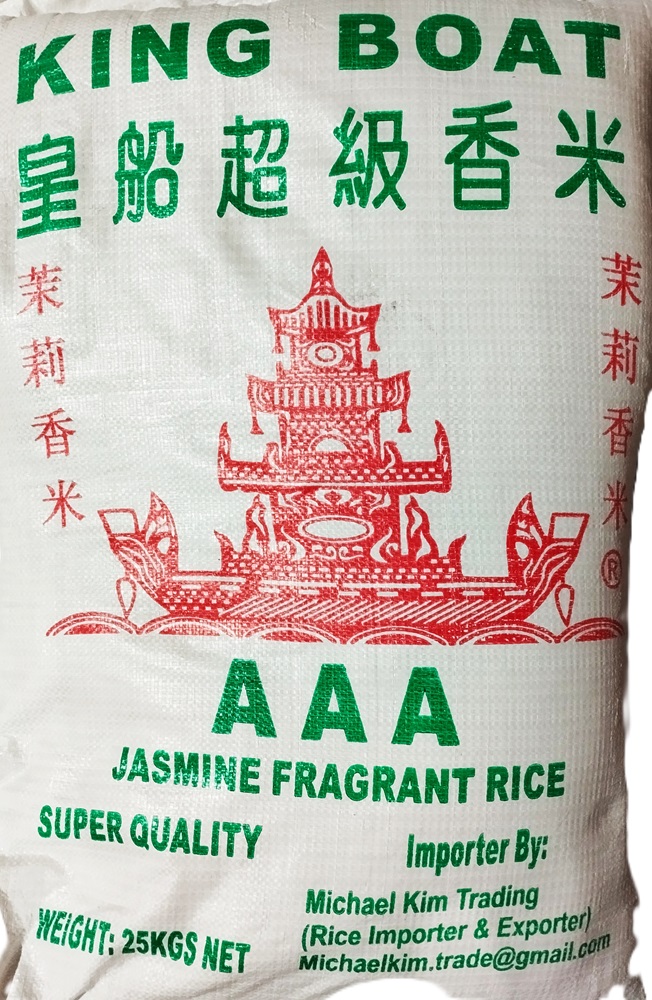 KING BOAT
皇船超級香米
茉莉香米
茉莉香米
®
AAA
JASMINE FRAGRANT RICE
SUPER QUALITY
Importer By:
WEIGHT: 25KGS NET
Michael Kim Trading
(Rice Importer & Exporter)
Michaelkim.trade@gmail.com